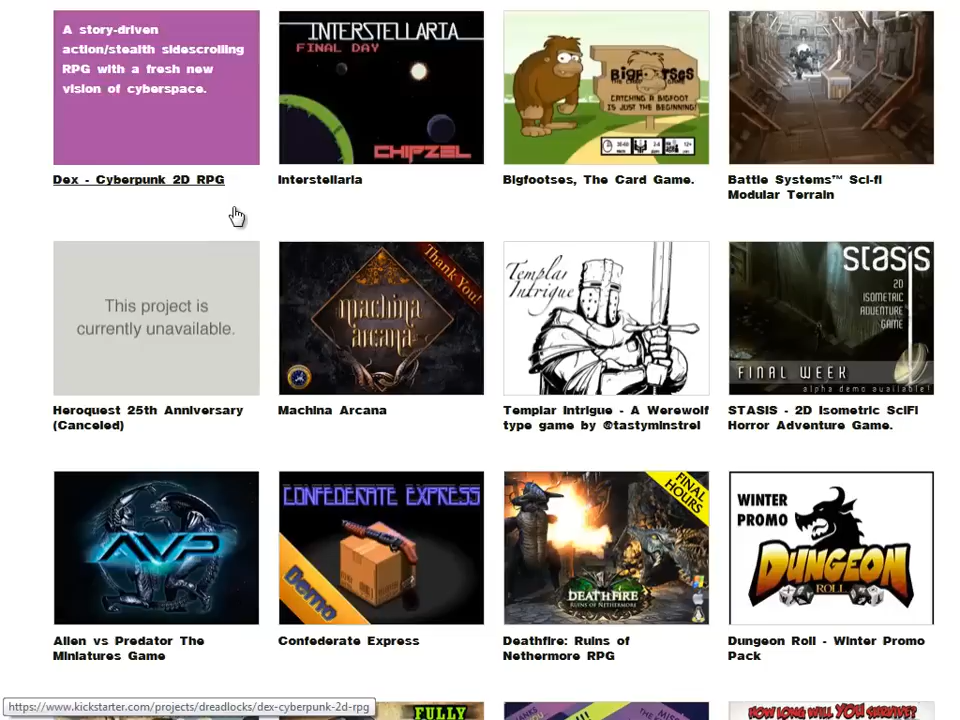 A story-driven
action/stealth sidescrolling
RPG with a fresh new
vision of cyberspace.
Dex - Cyberpunk 2D RPG
INTERSTELLARIA
FINAL DAY
CHIPZEL
Interstellaria
BIGFOOTSES
THE CARD GAME
CATCHING A BIGFOOT
IS JUST THE BEGINNING!
Bigfootses, The Card Game.
Battle Systems™ Sci-fi
Modular Terrain
This project is
currently unavailable.
Heroquest 25th Anniversary
(Canceled)
Thank You!
machina
arcana
Machina Arcana
Templar
Intrigue
Templar Intrigue - A Werewolf
type game by @tastyminstrel
STASIS
2D
ISOMETRIC
ADVENTURE
GAME
FINAL WEEK
alpha demo available!
STASIS - 2D Isometric SciFi
Horror Adventure Game.
AVP
Alien vs Predator The
Miniatures Game
CONFEDERATE EXPRESS
Demo
Confederate Express
FINAL
HOURS
DEATHFIRE
RUINS OF NETHERMORE
Deathfire: Ruins of
Nethermore RPG
WINTER
PROMO
DUNGEON
ROLL
Dungeon Roll - Winter Promo
Pack
https://www.kickstarter.com/projects/dreadlocks/dex-cyberpunk-2d-rpg
FULLY
HOW LONG WILL YOU SURVIVE?